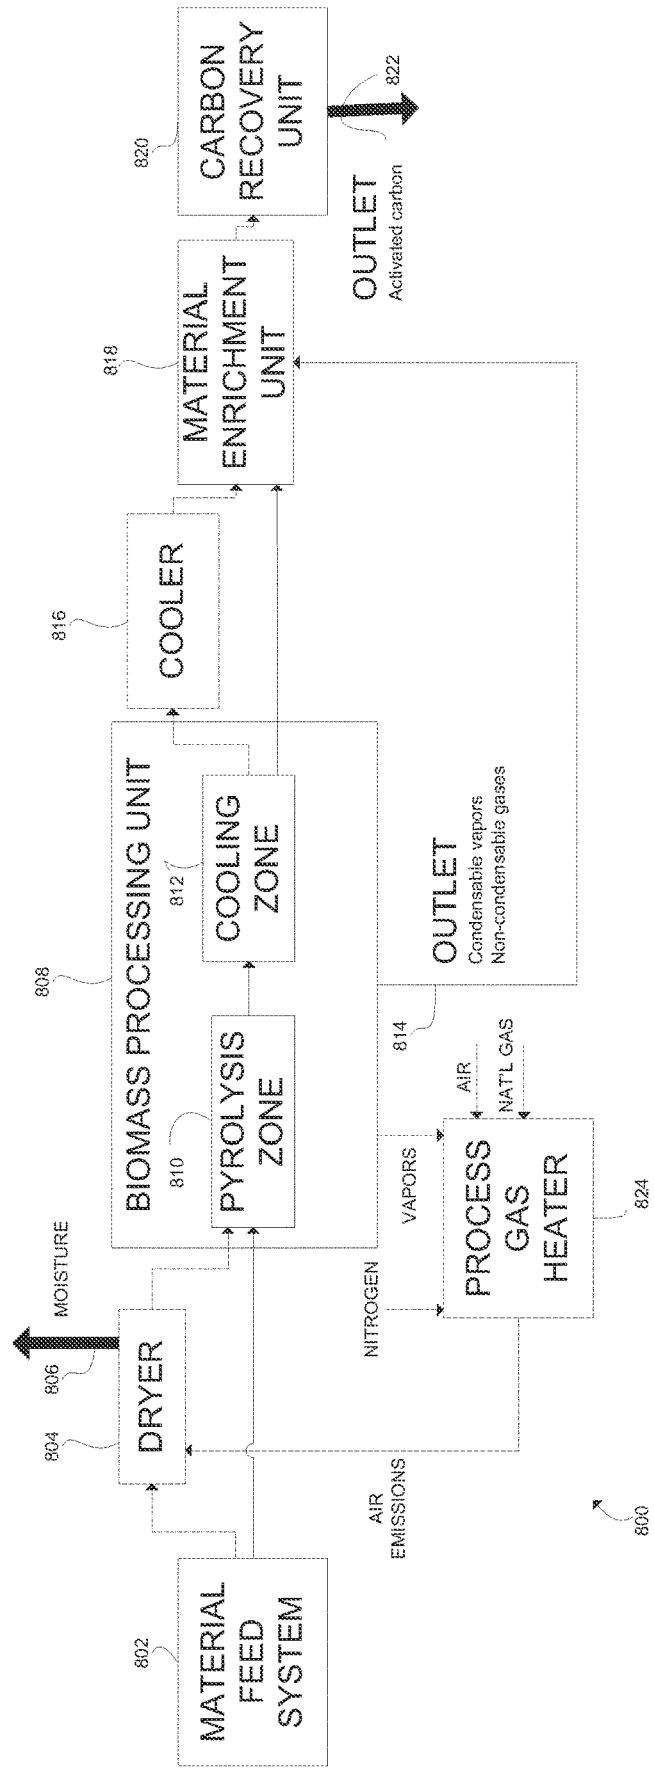 802
MATERIAL
FEED
SYSTEM
804
DRYER
806
MOISTURE
AIR
EMISSIONS
808
BIOMASS PROCESSING UNIT
810
PYROLYSIS
ZONE
812
COOLING
ZONE
NITROGEN
VAPORS
AIR
NAT'L GAS
PROCESS
GAS
HEATER
824
814
OUTLET
Condensable vapors
Non-condensable gases
816
COOLER
818
MATERIAL
ENRICHMENT
UNIT
820
CARBON
RECOVERY
UNIT
822
OUTLET
Activated carbon
800